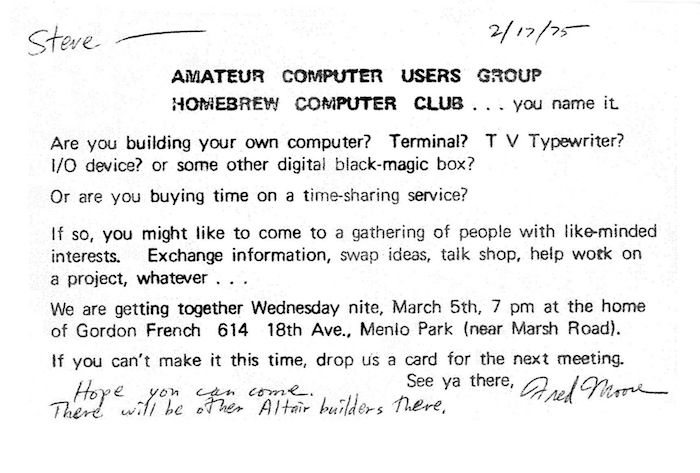 Steve — 2/17/75
AMATEUR COMPUTER USERS GROUP
HOMEBREW COMPUTER CLUB . . . you name it.
Are you building your own computer? Terminal? T V Typewriter?
I/O device? or some other digital black-magic box?
Or are you buying time on a time-sharing service?
If so, you might like to come to a gathering of people with like-minded
interests. Exchange information, swap ideas, talk shop, help work on
a project, whatever . . .
We are getting together Wednesday nite, March 5th, 7 pm at the home
of Gordon French 614 18th Ave., Menlo Park (near Marsh Road).
If you can't make it this time, drop us a card for the next meeting.
See ya there, Fred Moore
Hope you can come.
There will be other Altair builders there.